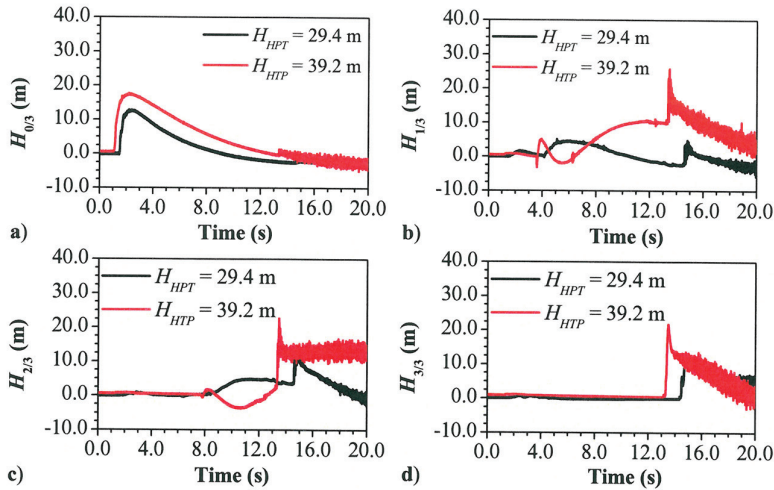 40.0
30.0
20.0
10.0
0.0
-10.0
H0/3 (m)
HHPT = 29.4 m
HHTP = 39.2 m
0.0 4.0 8.0 12.0 16.0 20.0
Time (s)
a)
40.0
30.0
20.0
10.0
0.0
-10.0
H1/3 (m)
HHPT = 29.4 m
HHTP = 39.2 m
0.0 4.0 8.0 12.0 16.0 20.0
Time (s)
b)
40.0
30.0
20.0
10.0
0.0
-10.0
H2/3 (m)
HHPT = 29.4 m
HHTP = 39.2 m
0.0 4.0 8.0 12.0 16.0 20.0
Time (s)
c)
40.0
30.0
20.0
10.0
0.0
-10.0
H3/3 (m)
HHPT = 29.4 m
HHTP = 39.2 m
0.0 4.0 8.0 12.0 16.0 20.0
Time (s)
d)